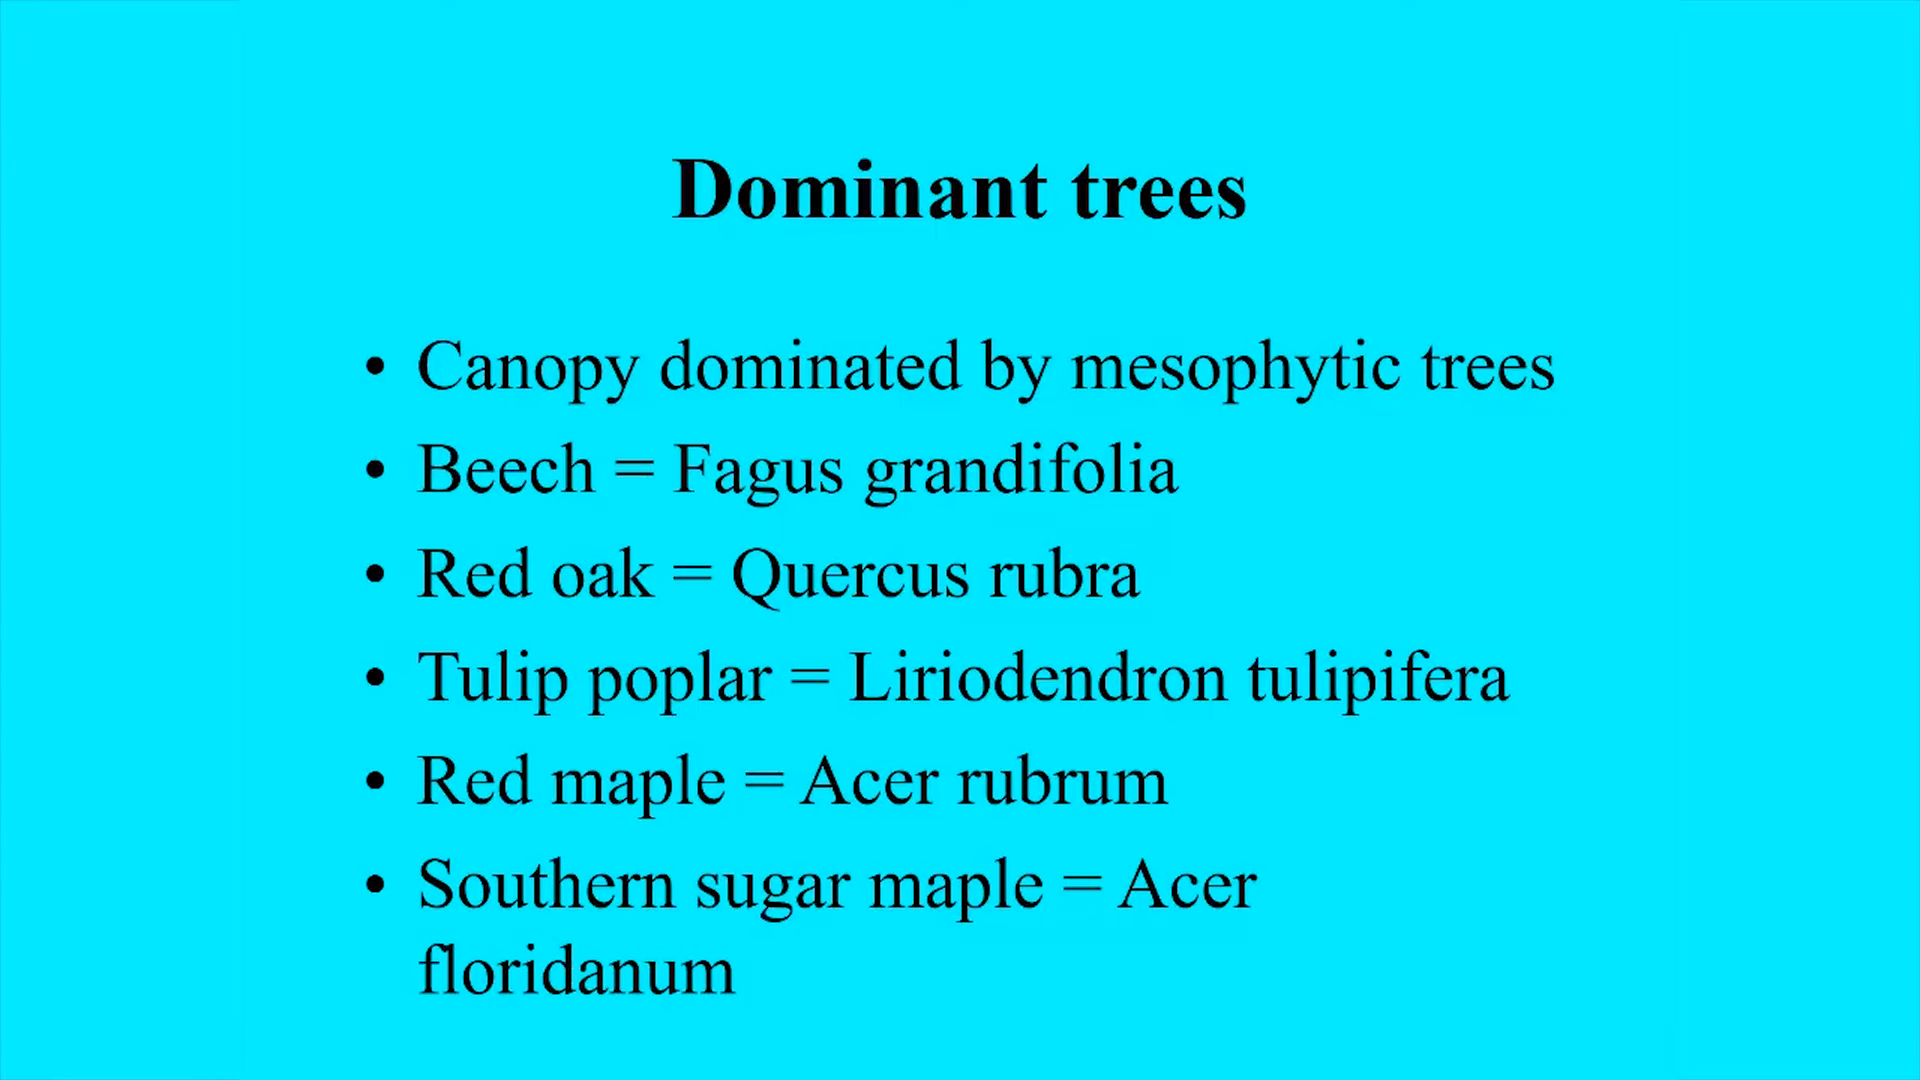 Dominant trees
• Canopy dominated by mesophytic trees
• Beech = Fagus grandifolia
• Red oak = Quercus rubra
• Tulip poplar = Liriodendron tulipifera
• Red maple = Acer rubrum
• Southern sugar maple = Acer
floridanum